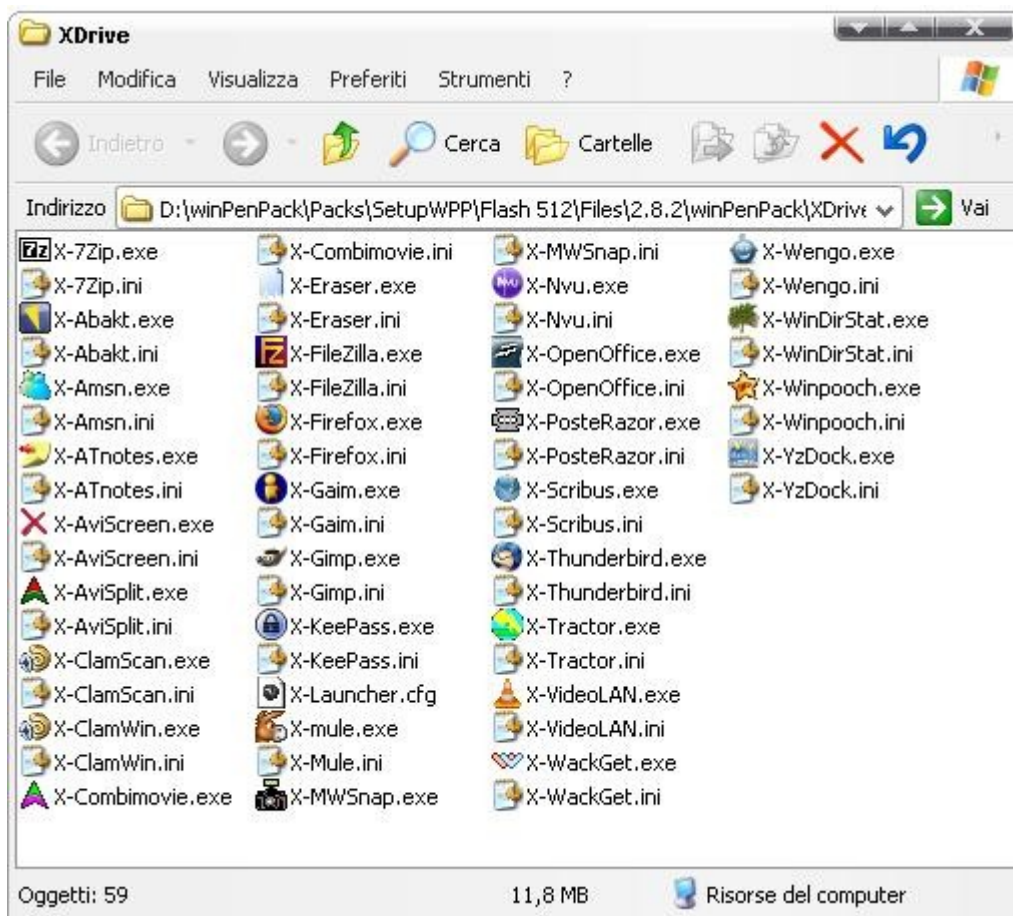 XDrive
File Modifica Visualizza Preferiti Strumenti ?
Indietro Cerca Cartelle
Indirizzo D:\winPenPack\Packs\SetupWPP\Flash 512\Files\2.8.2\winPenPack\XDrive Vai
X-7Zip.exe
X-7Zip.ini
X-Abakt.exe
X-Abakt.ini
X-Amsn.exe
X-Amsn.ini
X-ATnotes.exe
X-ATnotes.ini
X-AviScreen.exe
X-AviScreen.ini
X-AviSplit.exe
X-AviSplit.ini
X-ClamScan.exe
X-ClamScan.ini
X-ClamWin.exe
X-ClamWin.ini
X-Combimovie.exe
X-Combimovie.ini
X-Eraser.exe
X-Eraser.ini
X-FileZilla.exe
X-FileZilla.ini
X-Firefox.exe
X-Firefox.ini
X-Gaim.exe
X-Gaim.ini
X-Gimp.exe
X-Gimp.ini
X-KeePass.exe
X-KeePass.ini
X-Launcher.cfg
X-mule.exe
X-Mule.ini
X-MWSnap.exe
X-MWSnap.ini
X-Nvu.exe
X-Nvu.ini
X-OpenOffice.exe
X-OpenOffice.ini
X-PosteRazor.exe
X-PosteRazor.ini
X-Scribus.exe
X-Scribus.ini
X-Thunderbird.exe
X-Thunderbird.ini
X-Tractor.exe
X-Tractor.ini
X-VideoLAN.exe
X-VideoLAN.ini
X-WackGet.exe
X-WackGet.ini
X-Wengo.exe
X-Wengo.ini
X-WinDirStat.exe
X-WinDirStat.ini
X-Winpooch.exe
X-Winpooch.ini
X-YzDock.exe
X-YzDock.ini
Oggetti: 59 11,8 MB Risorse del computer